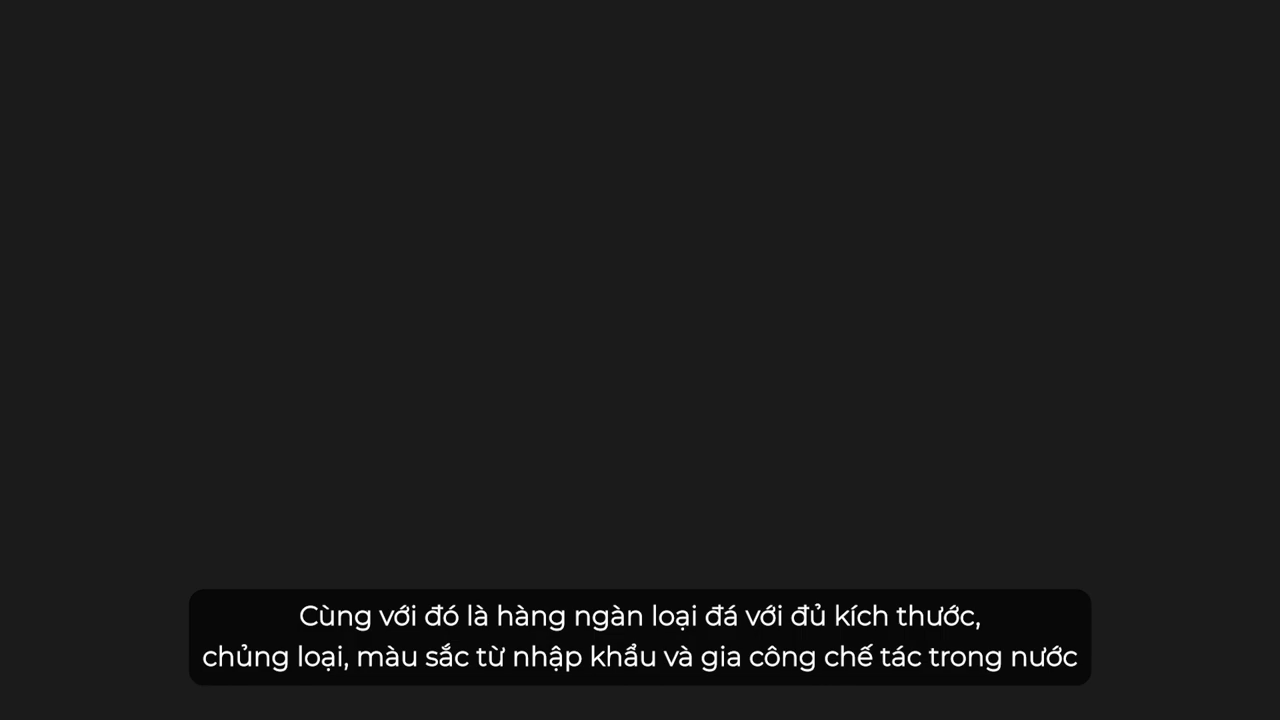 Cùng với đó là hàng ngàn loại đá với đủ kích thước,
chủng loại, màu sắc từ nhập khẩu và gia công chế tác trong nước